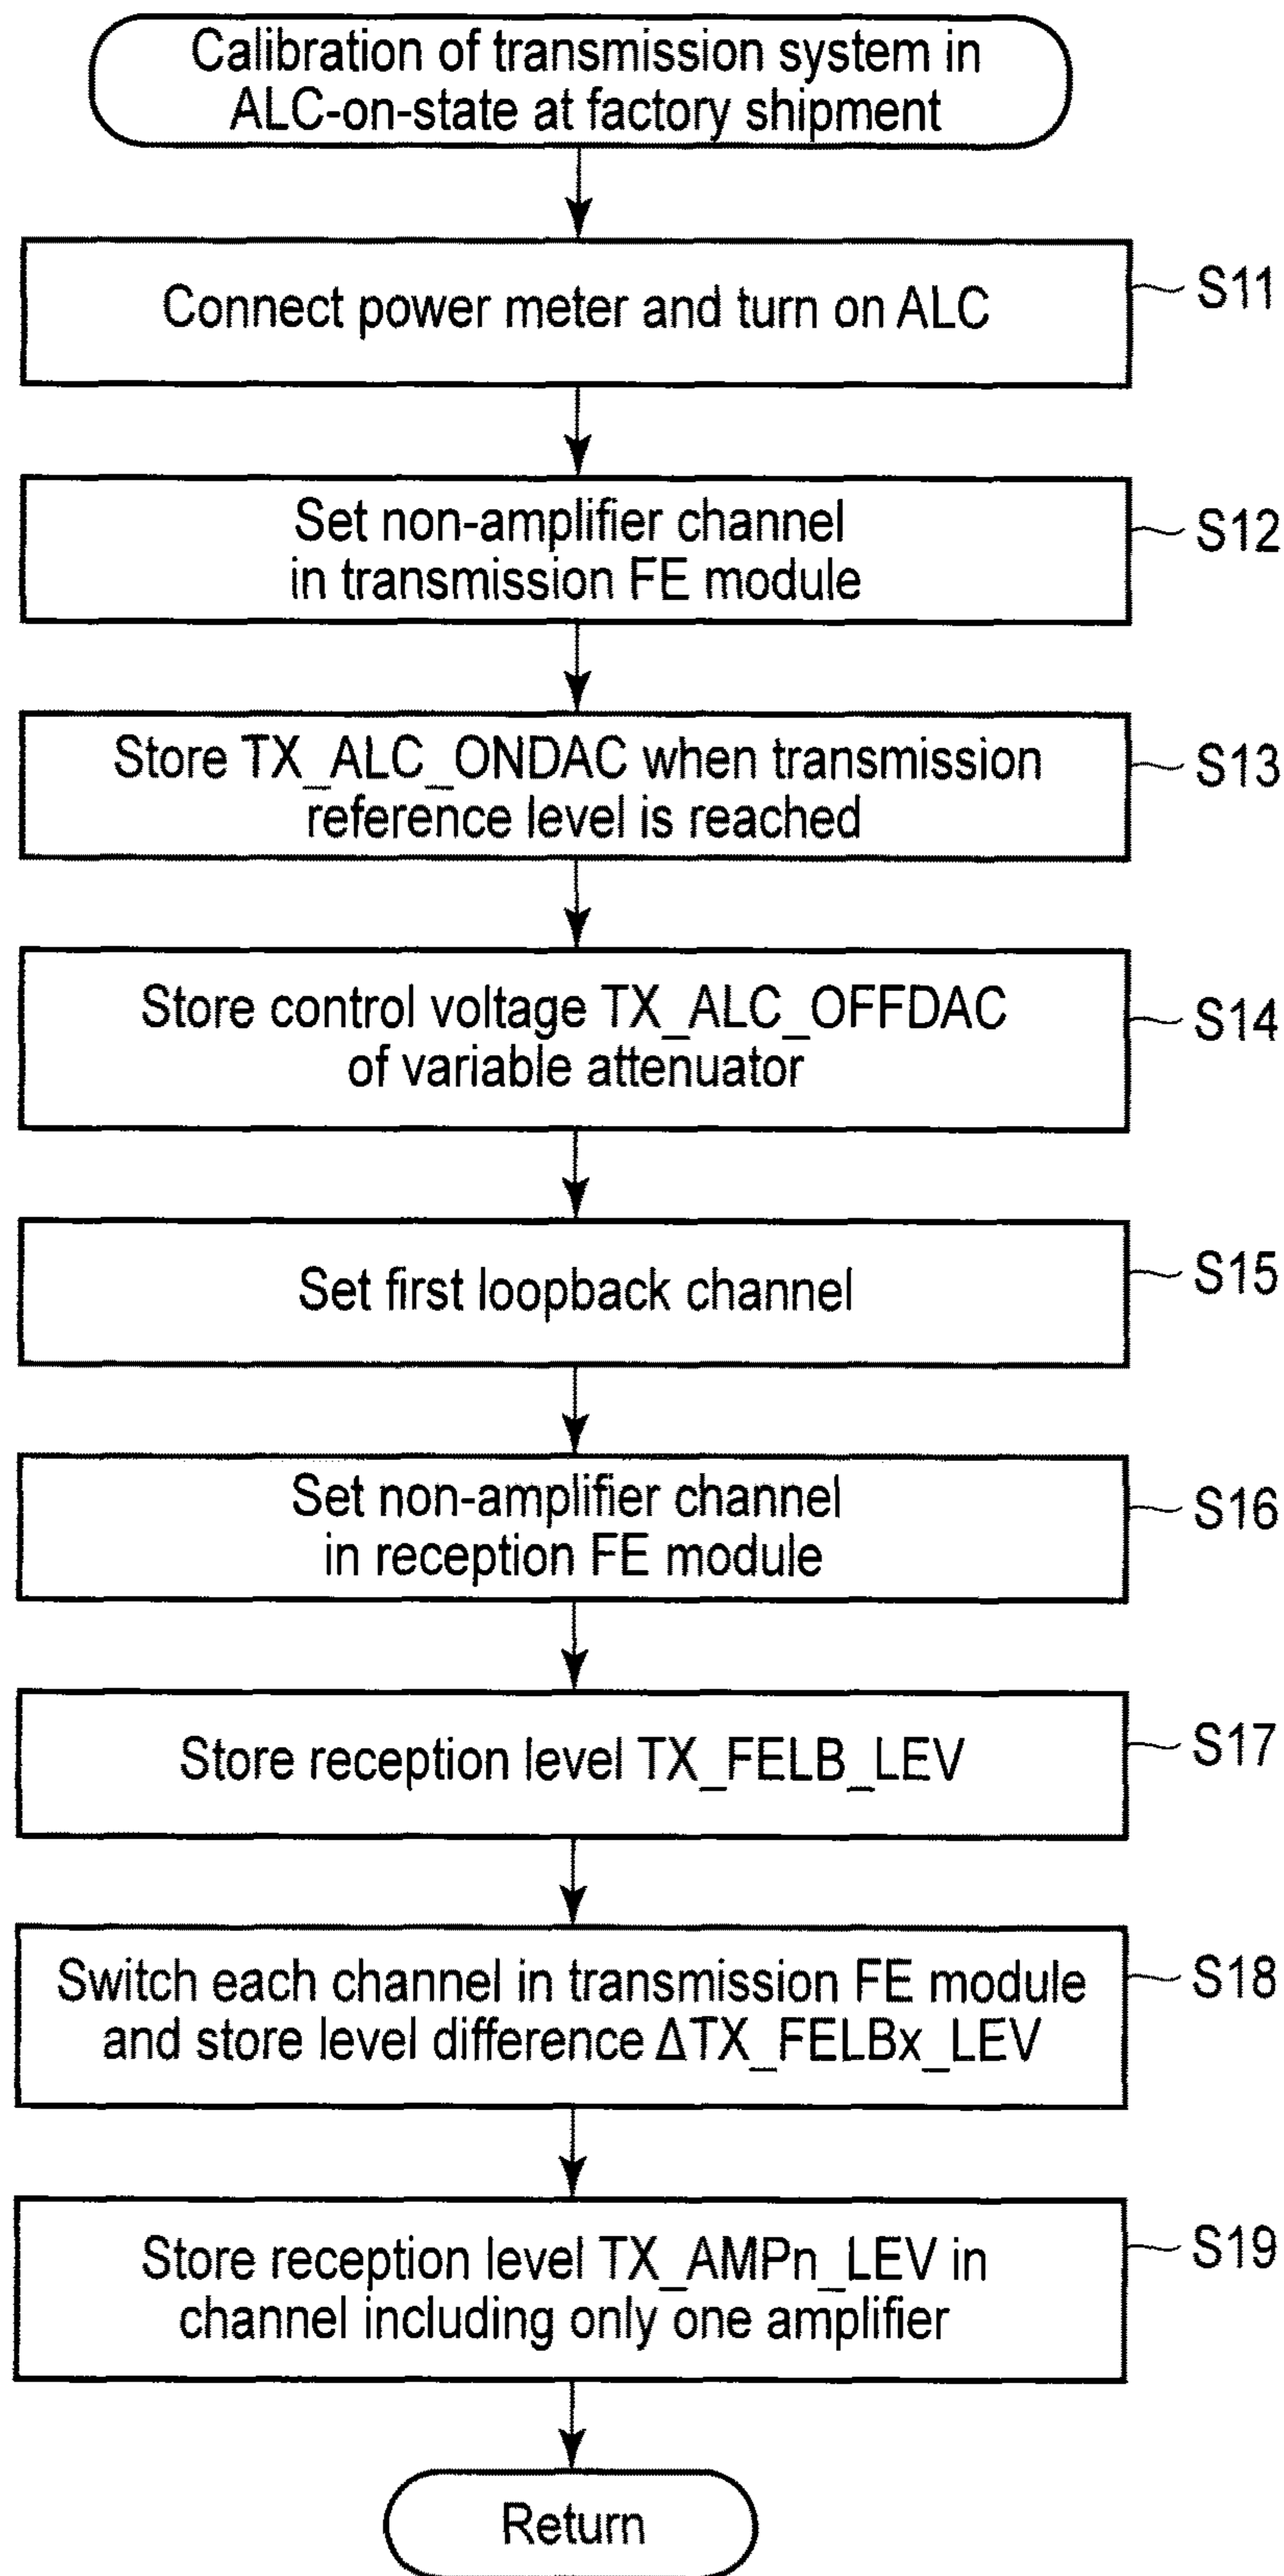 Calibration of transmission system in
ALC-on-state at factory shipment
Connect power meter and turn on ALC
S11
Set non-amplifier channel
in transmission FE module
S12
Store TX_ALC_ONDAC when transmission
reference level is reached
S13
Store control voltage TX_ALC_OFFDAC
of variable attenuator
S14
Set first loopback channel
S15
Set non-amplifier channel
in reception FE module
S16
Store reception level TX_FELB_LEV
S17
Switch each channel in transmission FE module
and store level difference ΔTX_FELBx_LEV
S18
Store reception level TX_AMPn_LEV in
channel including only one amplifier
S19
Return